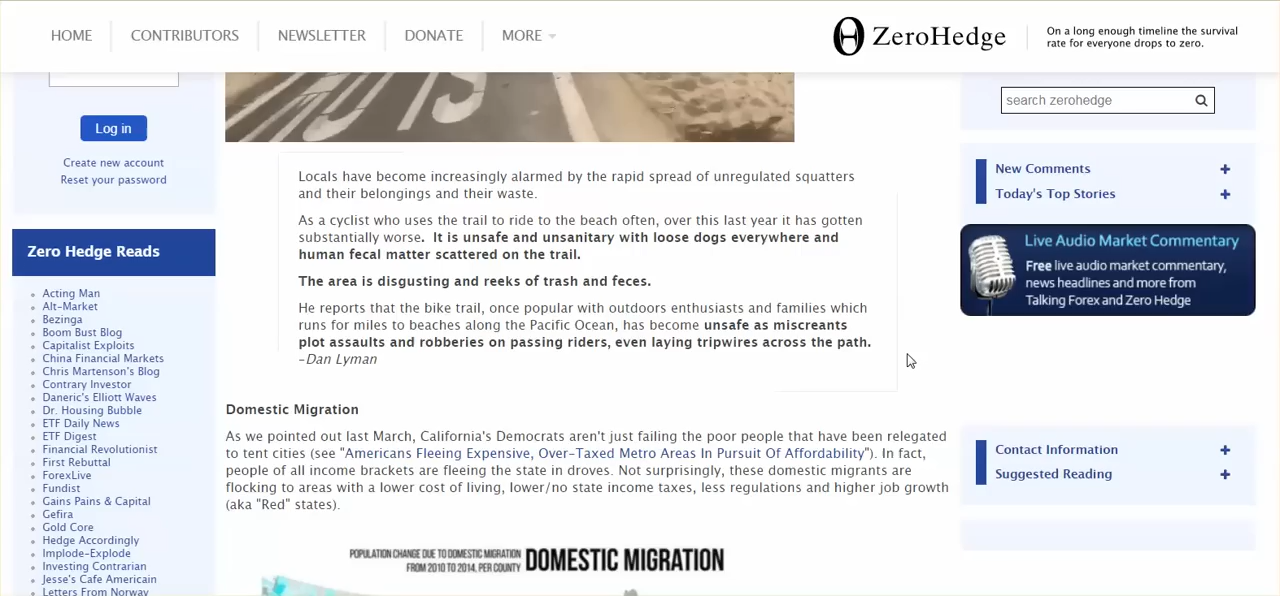 HOME
CONTRIBUTORS
NEWSLETTER
DONATE
MORE
ZeroHedge
On a long enough timeline the survival
rate for everyone drops to zero.
Log in
Create new account
Reset your password
Zero Hedge Reads
Acting Man
Alt-Market
Bezinga
Boom Bust Blog
Capitalist Exploits
China Financial Markets
Chris Martenson's Blog
Contrary Investor
Daneric's Elliott Waves
Dr. Housing Bubble
ETF Daily News
ETF Digest
Financial Revolutionist
First Rebuttal
ForexLive
Fundist
Gains Pains & Capital
Gefira
Gold Core
Hedge Accordingly
Implode-Explode
Investing Contrarian
Jesse's Cafe Americain
Letters From Norway
Locals have become increasingly alarmed by the rapid spread of unregulated squatters
and their belongings and their waste.
As a cyclist who uses the trail to ride to the beach often, over this last year it has gotten
substantially worse. It is unsafe and unsanitary with loose dogs everywhere and
human fecal matter scattered on the trail.
The area is disgusting and reeks of trash and feces.
He reports that the bike trail, once popular with outdoors enthusiasts and families which
runs for miles to beaches along the Pacific Ocean, has become unsafe as miscreants
plot assaults and robberies on passing riders, even laying tripwires across the path.
-Dan Lyman
Domestic Migration
As we pointed out last March, California's Democrats aren't just failing the poor people that have been relegated
to tent cities (see "Americans Fleeing Expensive, Over-Taxed Metro Areas In Pursuit Of Affordability"). In fact,
people of all income brackets are fleeing the state in droves. Not surprisingly, these domestic migrants are
flocking to areas with a lower cost of living, lower/no state income taxes, less regulations and higher job growth
(aka "Red" states).
POPULATION CHANGE DUE TO DOMESTIC MIGRATION
FROM 2010 TO 2014, PER COUNTY
DOMESTIC MIGRATION
search zerohedge
New Comments +
Today's Top Stories +
Live Audio Market Commentary
Free live audio market commentary,
news headlines and more from
Talking Forex and Zero Hedge
Contact Information +
Suggested Reading +